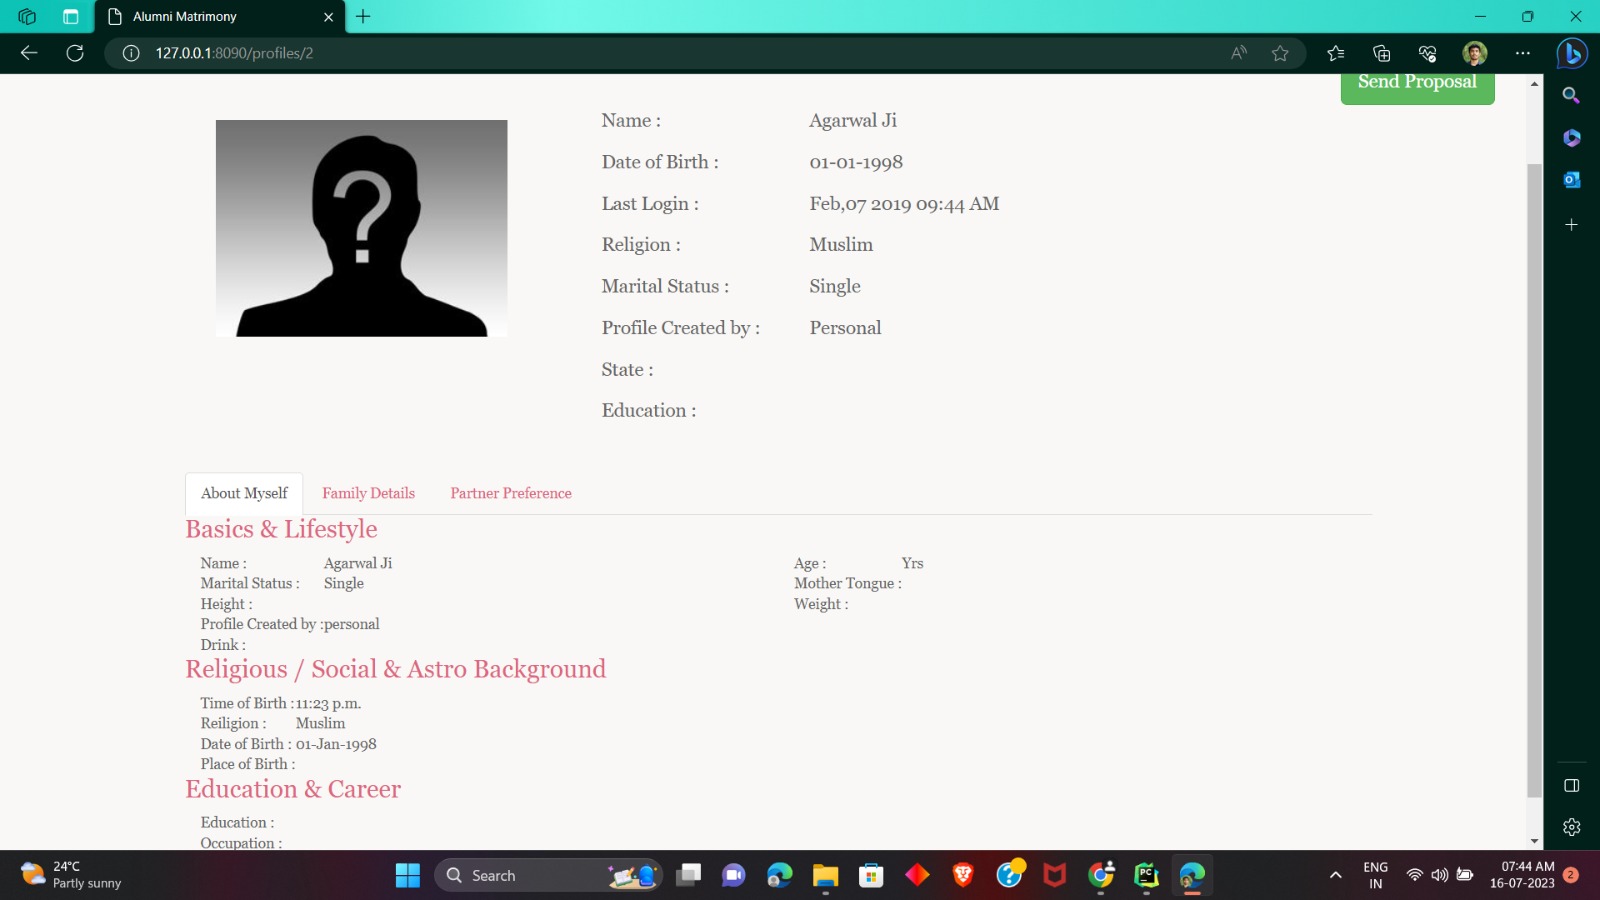 Alumni Matrimony
127.0.0.1:8090/profiles/2
Send Proposal
?
Name : Agarwal Ji
Date of Birth : 01-01-1998
Last Login : Feb,07 2019 09:44 AM
Religion : Muslim
Marital Status : Single
Profile Created by : Personal
State :
Education :
About Myself Family Details Partner Preference
Basics & Lifestyle
Name : Agarwal Ji Age : Yrs
Marital Status : Single Mother Tongue :
Height : Weight :
Profile Created by :personal
Drink :
Religious / Social & Astro Background
Time of Birth :11:23 p.m.
Reiligion : Muslim
Date of Birth : 01-Jan-1998
Place of Birth :
Education & Career
Education :
Occupation :
24°C
Partly sunny
Search
PC
ENG
IN
07:44 AM
16-07-2023
2